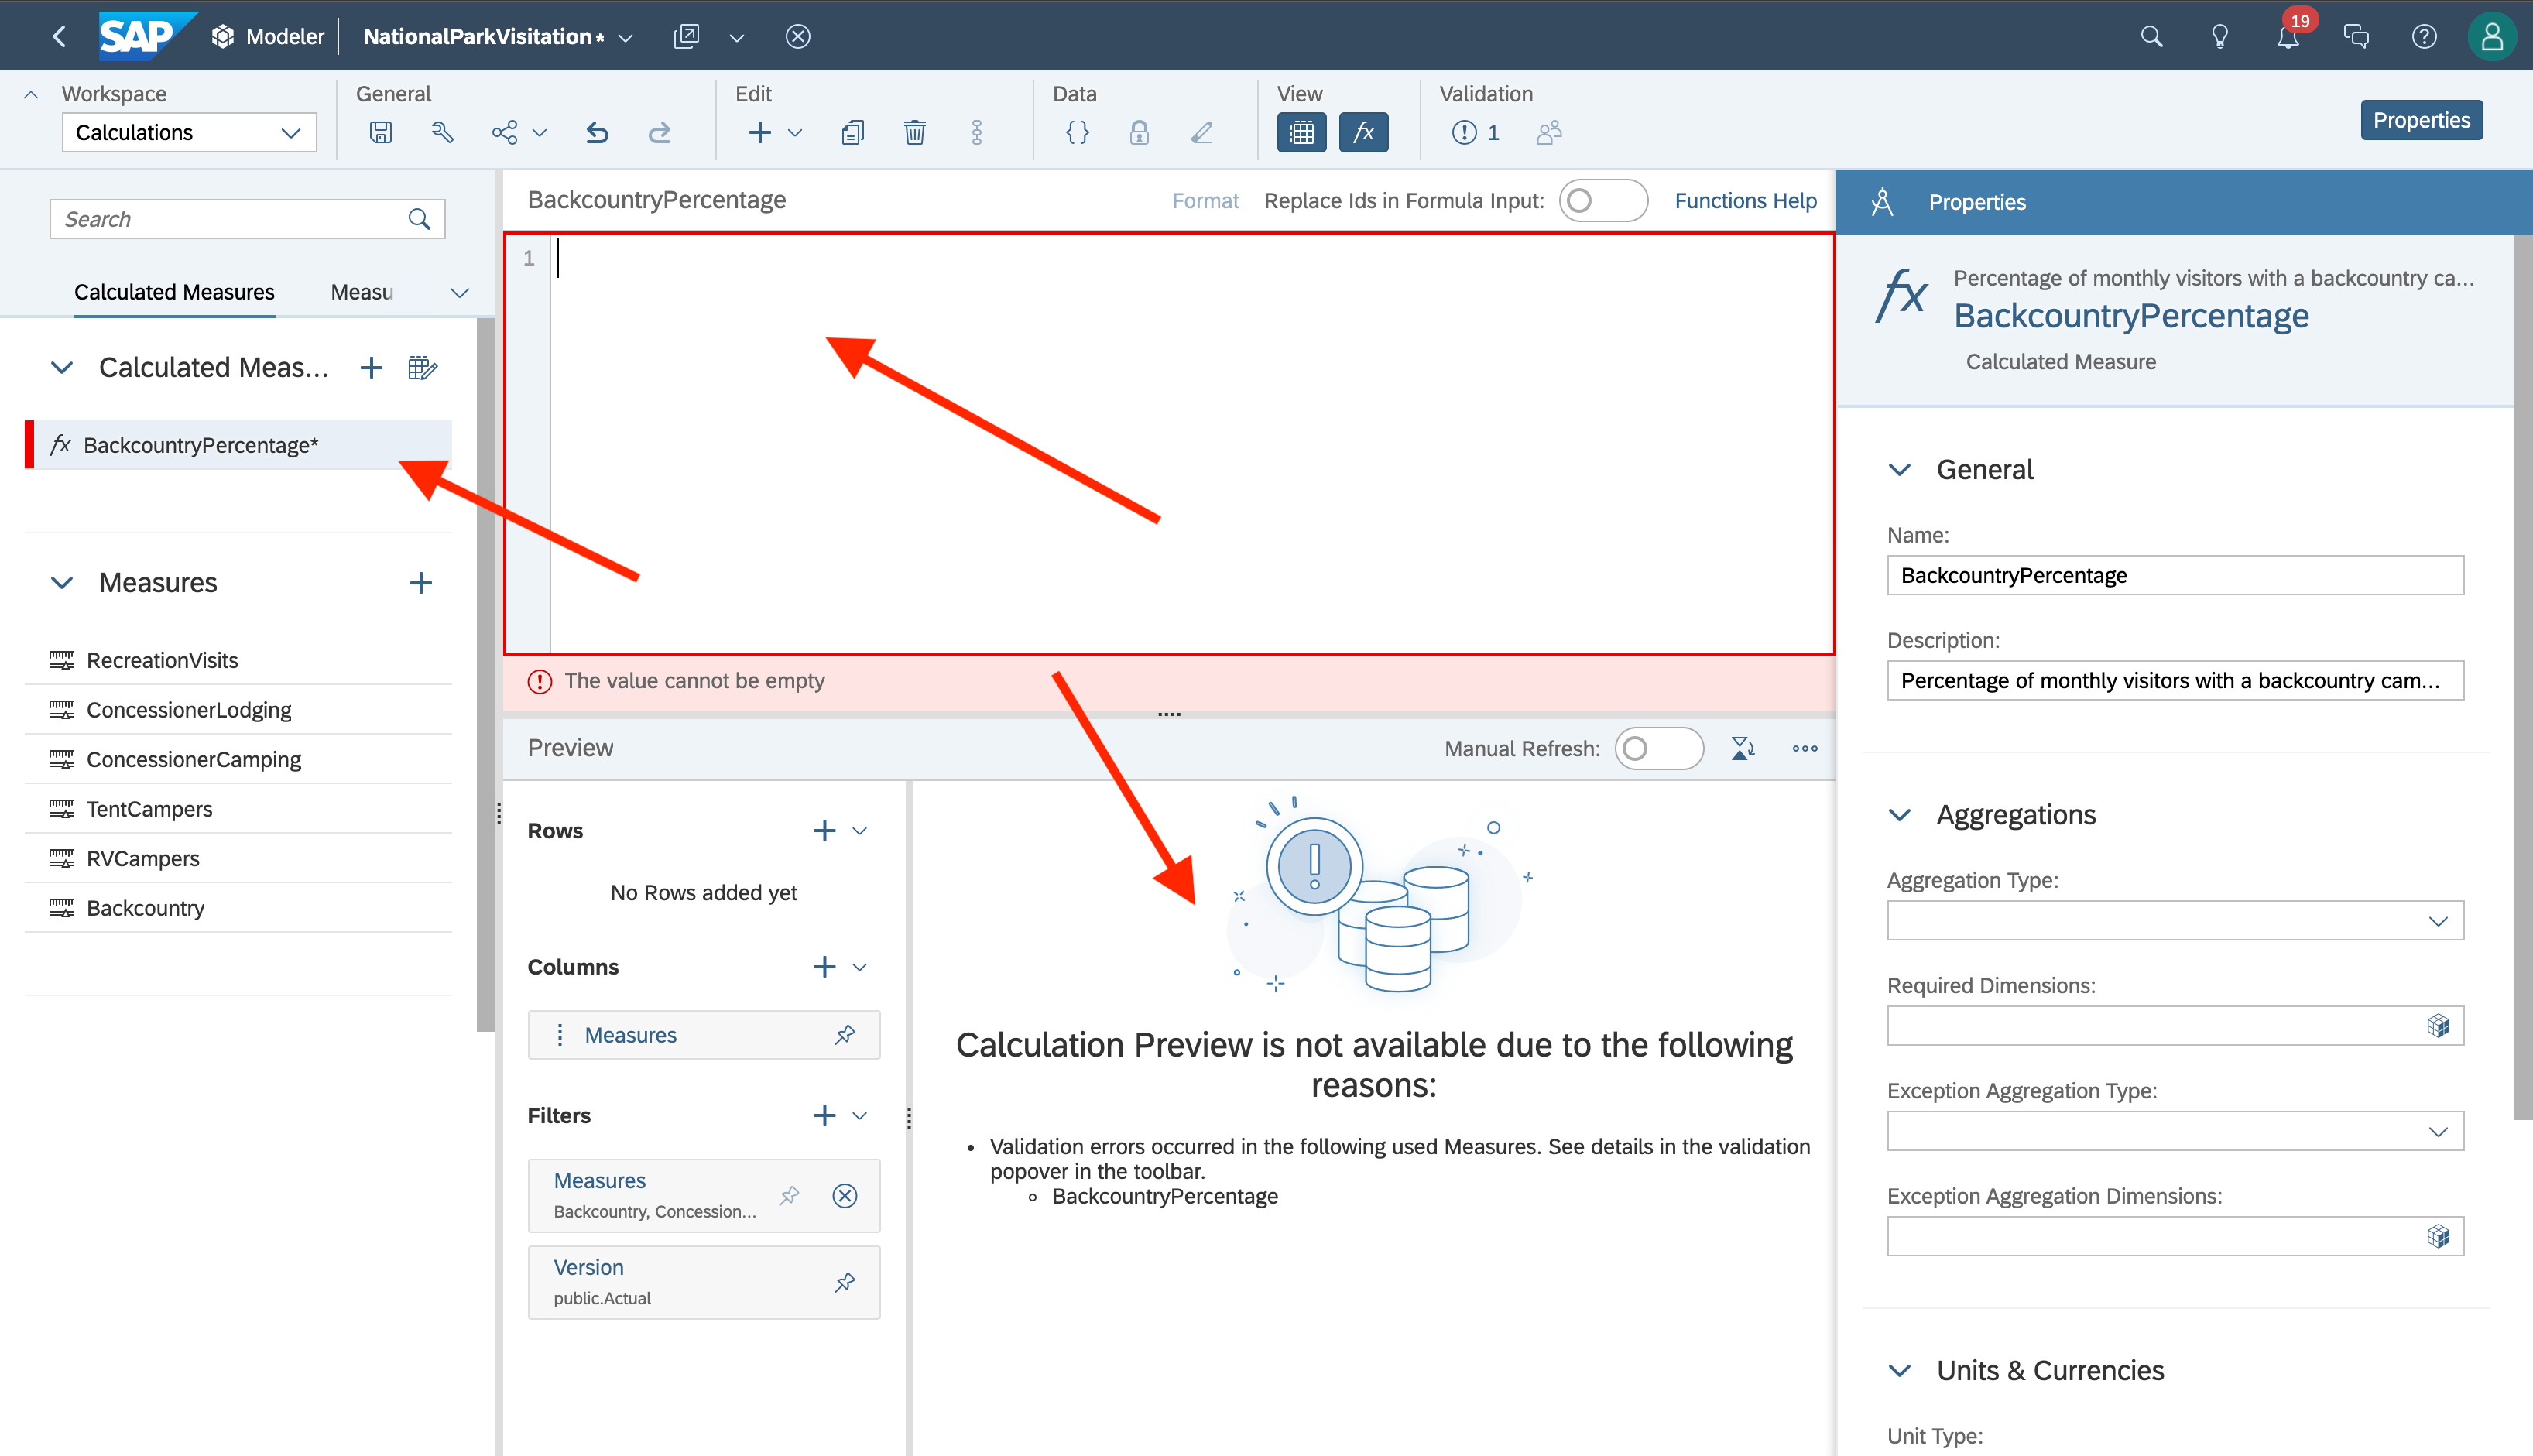 SAP Modeler NationalParkVisitation* 19
Workspace General Edit Data View Validation
Calculations 1 Properties
Search
Calculated Measures Measu
Calculated Meas...
fx BackcountryPercentage*
Measures
RecreationVisits
ConcessionerLodging
ConcessionerCamping
TentCampers
RVCampers
Backcountry
BackcountryPercentage Format Replace Ids in Formula Input: Functions Help
1
The value cannot be empty
Preview Manual Refresh:
Rows
No Rows added yet
Columns
Measures
Filters
Measures
Backcountry, Concession...
Version
public.Actual
Calculation Preview is not available due to the following
reasons:
• Validation errors occurred in the following used Measures. See details in the validation
popover in the toolbar.
BackcountryPercentage
Properties
fx Percentage of monthly visitors with a backcountry ca...
BackcountryPercentage
Calculated Measure
General
Name:
BackcountryPercentage
Description:
Percentage of monthly visitors with a backcountry cam...
Aggregations
Aggregation Type:
Required Dimensions:
Exception Aggregation Type:
Exception Aggregation Dimensions:
Units & Currencies
Unit Type: